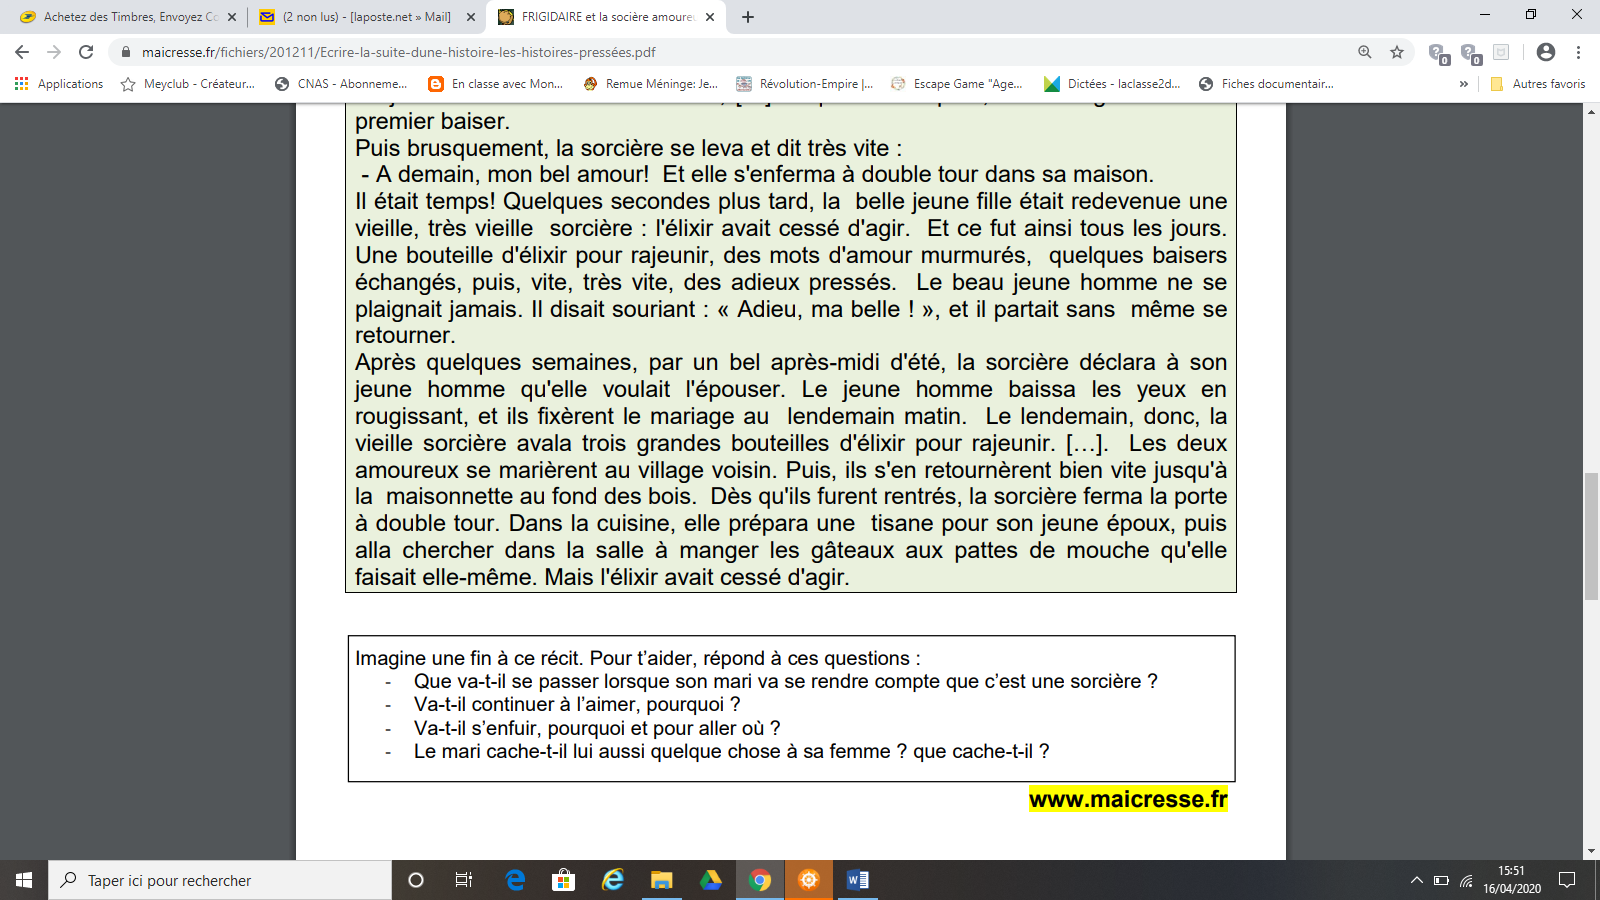 Achetez des Timbres, Envoyez Co
(2 non lus) - [laposte.net » Mail]
FRIGIDAIRE et la socière amoureu
maicresse.fr/fichiers/201211/Ecrire-la-suite-dune-histoire-les-histoires-pressées.pdf
Applications
Meyclub - Créateur...
CNAS - Abonneme...
En classe avec Mon...
Remue Méninge: Je...
Révolution-Empire |...
Escape Game "Age...
Dictées - laclasse2d...
Fiches documentair...
»
Autres favoris
premier baiser.
Puis brusquement, la sorcière se leva et dit très vite :
- A demain, mon bel amour! Et elle s'enferma à double tour dans sa maison.
Il était temps! Quelques secondes plus tard, la belle jeune fille était redevenue une
vieille, très vieille sorcière : l'élixir avait cessé d'agir. Et ce fut ainsi tous les jours.
Une bouteille d'élixir pour rajeunir, des mots d'amour murmurés, quelques baisers
échangés, puis, vite, très vite, des adieux pressés. Le beau jeune homme ne se
plaignait jamais. Il disait souriant : « Adieu, ma belle ! », et il partait sans même se
retourner.
Après quelques semaines, par un bel après-midi d'été, la sorcière déclara à son
jeune homme qu'elle voulait l'épouser. Le jeune homme baissa les yeux en
rougissant, et ils fixèrent le mariage au lendemain matin. Le lendemain, donc, la
vieille sorcière avala trois grandes bouteilles d'élixir pour rajeunir. […]. Les deux
amoureux se marièrent au village voisin. Puis, ils s'en retournèrent bien vite jusqu'à
la maisonnette au fond des bois. Dès qu'ils furent rentrés, la sorcière ferma la porte
à double tour. Dans la cuisine, elle prépara une tisane pour son jeune époux, puis
alla chercher dans la salle à manger les gâteaux aux pattes de mouche qu'elle
faisait elle-même. Mais l'élixir avait cessé d'agir.
Imagine une fin à ce récit. Pour t’aider, répond à ces questions :
- Que va-t-il se passer lorsque son mari va se rendre compte que c’est une sorcière ?
- Va-t-il continuer à l’aimer, pourquoi ?
- Va-t-il s’enfuir, pourquoi et pour aller où ?
- Le mari cache-t-il lui aussi quelque chose à sa femme ? que cache-t-il ?
www.maicresse.fr
Taper ici pour rechercher
15:51
16/04/2020